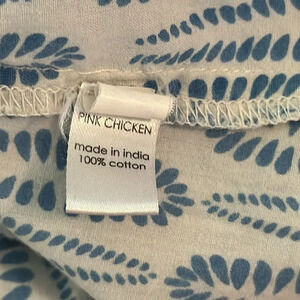 PINK CHICKEN
made in india
100% cotton